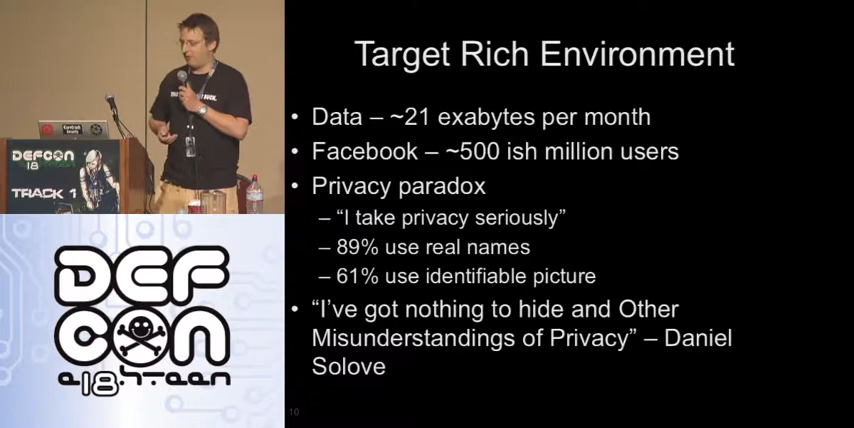 Target Rich Environment
• Data – ~21 exabytes per month
• Facebook – ~500 ish million users
• Privacy paradox
– “I take privacy seriously”
– 89% use real names
– 61% use identifiable picture
• “I’ve got nothing to hide and Other
Misunderstandings of Privacy” – Daniel
Solove
10
DEFCON
18
TRACK 1
DEF
CON
e18hteen